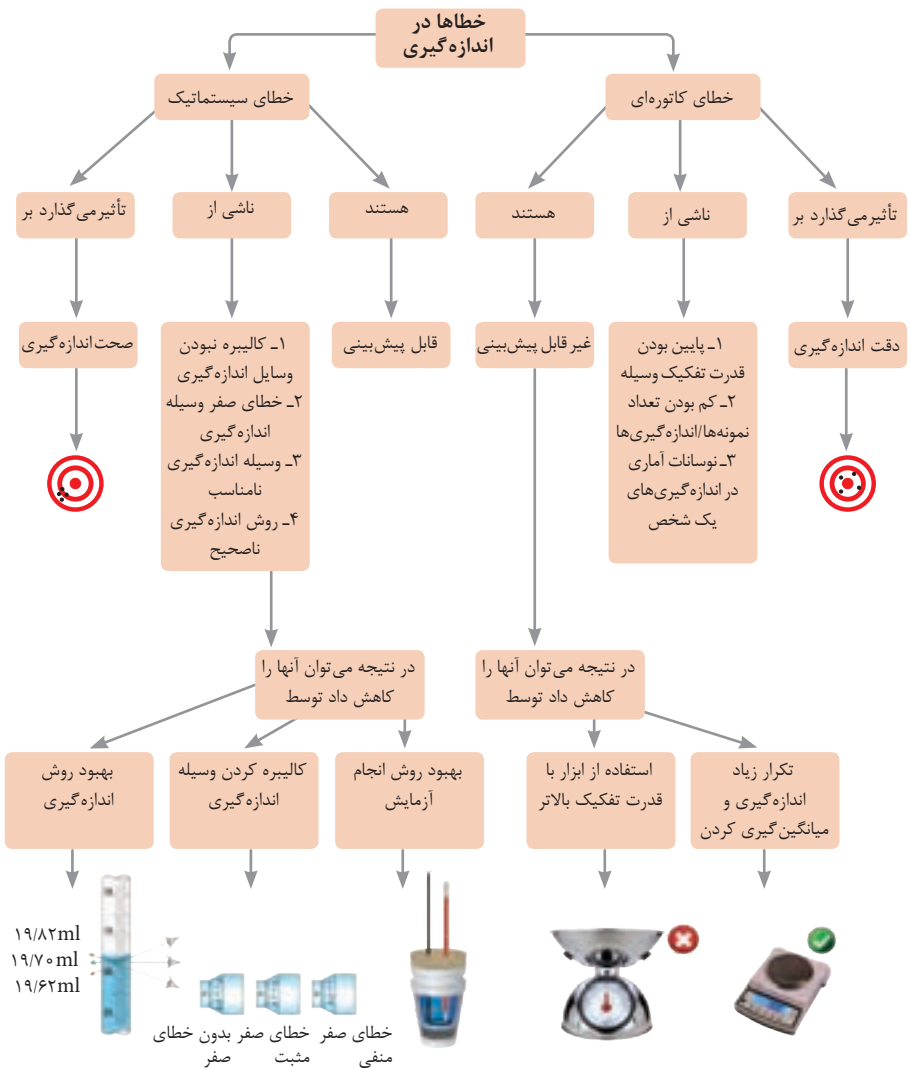 خطاها در
اندازه‌گیری
خطای کاتوره‌ای
خطای سیستماتیک
تأثیر می‌گذارد بر
ناشی از
هستند
هستند
ناشی از
تأثیر می‌گذارد بر
دقت اندازه‌گیری
۱ـ پایین بودن
قدرت تفکیک وسیله
۲ـ کم بودن تعداد
نمونه‌ها/اندازه‌گیری‌ها
۳ـ نوسانات آماری
در اندازه‌گیری‌های
یک شخص
غیر قابل پیش‌بینی
قابل پیش‌بینی
۱ـ کالیبره نبودن
وسایل اندازه‌گیری
۲ـ خطای صفر وسیله
اندازه‌گیری
۳ـ وسیله اندازه‌گیری
نامناسب
۴ـ روش اندازه‌گیری
ناصحیح
صحت اندازه‌گیری
در نتیجه می‌توان آنها را
کاهش داد توسط
در نتیجه می‌توان آنها را
کاهش داد توسط
تکرار زیاد
اندازه‌گیری و
میانگین‌گیری کردن
استفاده از ابزار با
قدرت تفکیک بالاتر
بهبود روش انجام
آزمایش
کالیبره کردن وسیله
اندازه‌گیری
بهبود روش
اندازه‌گیری
۱۹/۸۲ml
۱۹/۷۰ml
۱۹/۶۲ml
خطای صفر
منفی
خطای صفر
مثبت
بدون خطای
صفر